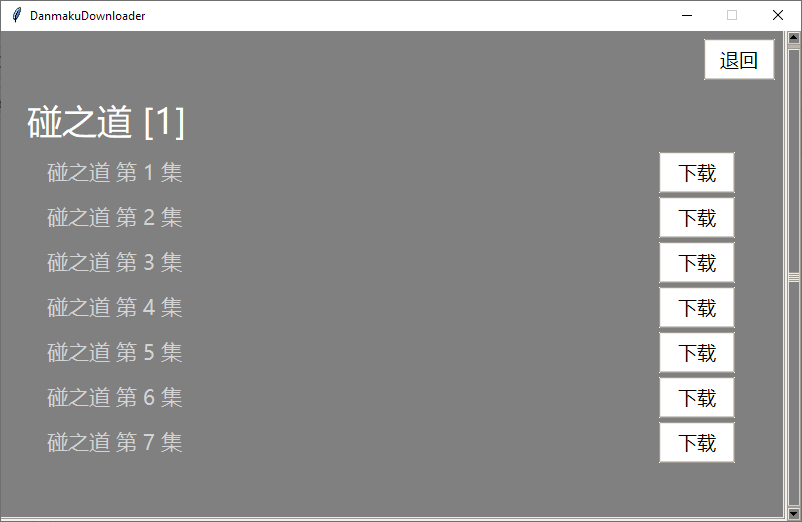 DanmakuDownloader
退回
碰之道 [1]
碰之道 第 1 集 下载
碰之道 第 2 集 下载
碰之道 第 3 集 下载
碰之道 第 4 集 下载
碰之道 第 5 集 下载
碰之道 第 6 集 下载
碰之道 第 7 集 下载